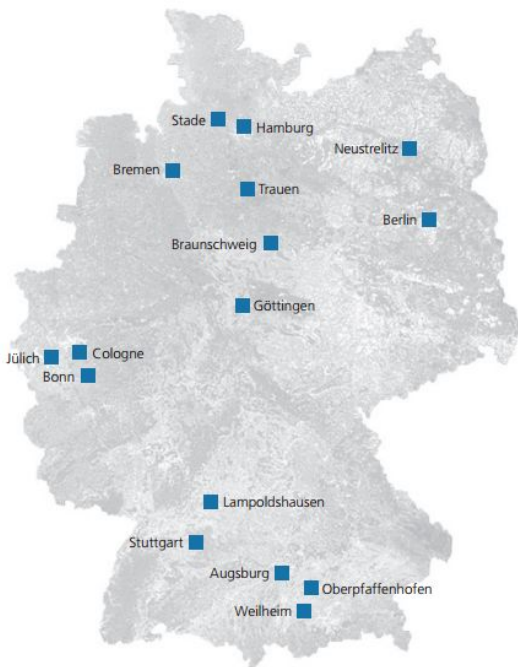 Stade
Hamburg
Neustrelitz
Bremen
Trauen
Berlin
Braunschweig
Göttingen
Cologne
Jülich
Bonn
Lampoldshausen
Stuttgart
Augsburg
Oberpfaffenhofen
Weilheim